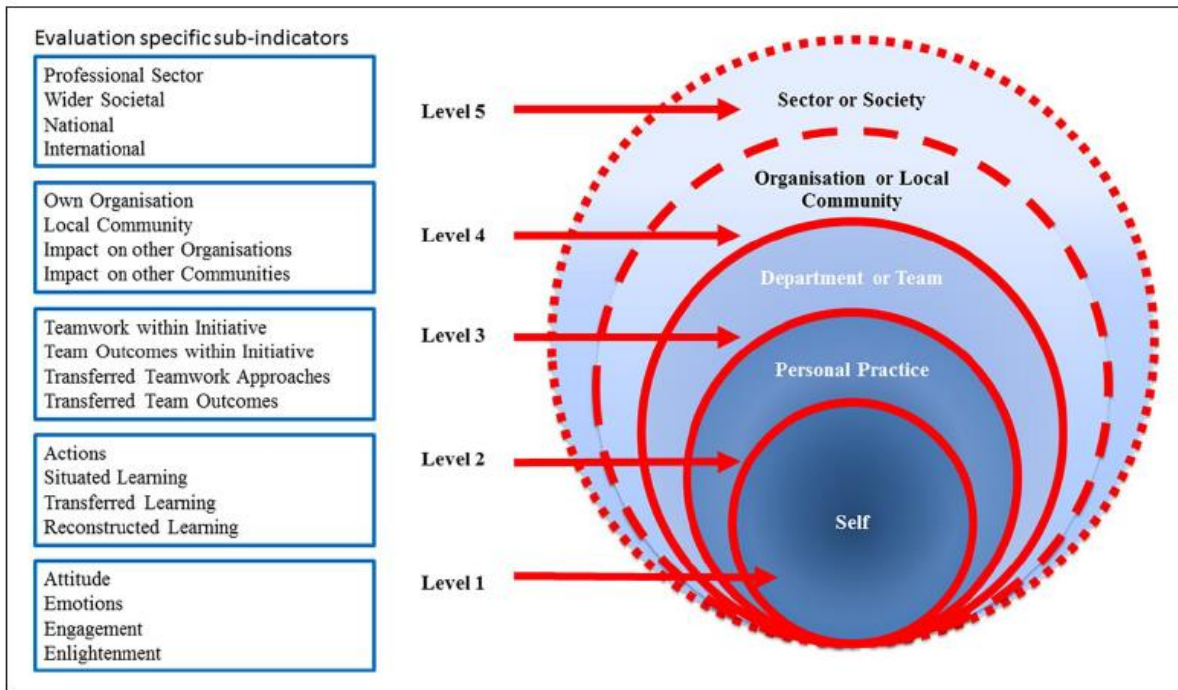 Evaluation specific sub-indicators
Professional Sector
Wider Societal
National
International
Own Organisation
Local Community
Impact on other Organisations
Impact on other Communities
Teamwork within Initiative
Team Outcomes within Initiative
Transferred Teamwork Approaches
Transferred Team Outcomes
Actions
Situated Learning
Transferred Learning
Reconstructed Learning
Attitude
Emotions
Engagement
Enlightenment
Level 5
Level 4
Level 3
Level 2
Level 1
Sector or Society
Organisation or Local
Community
Department or Team
Personal Practice
Self